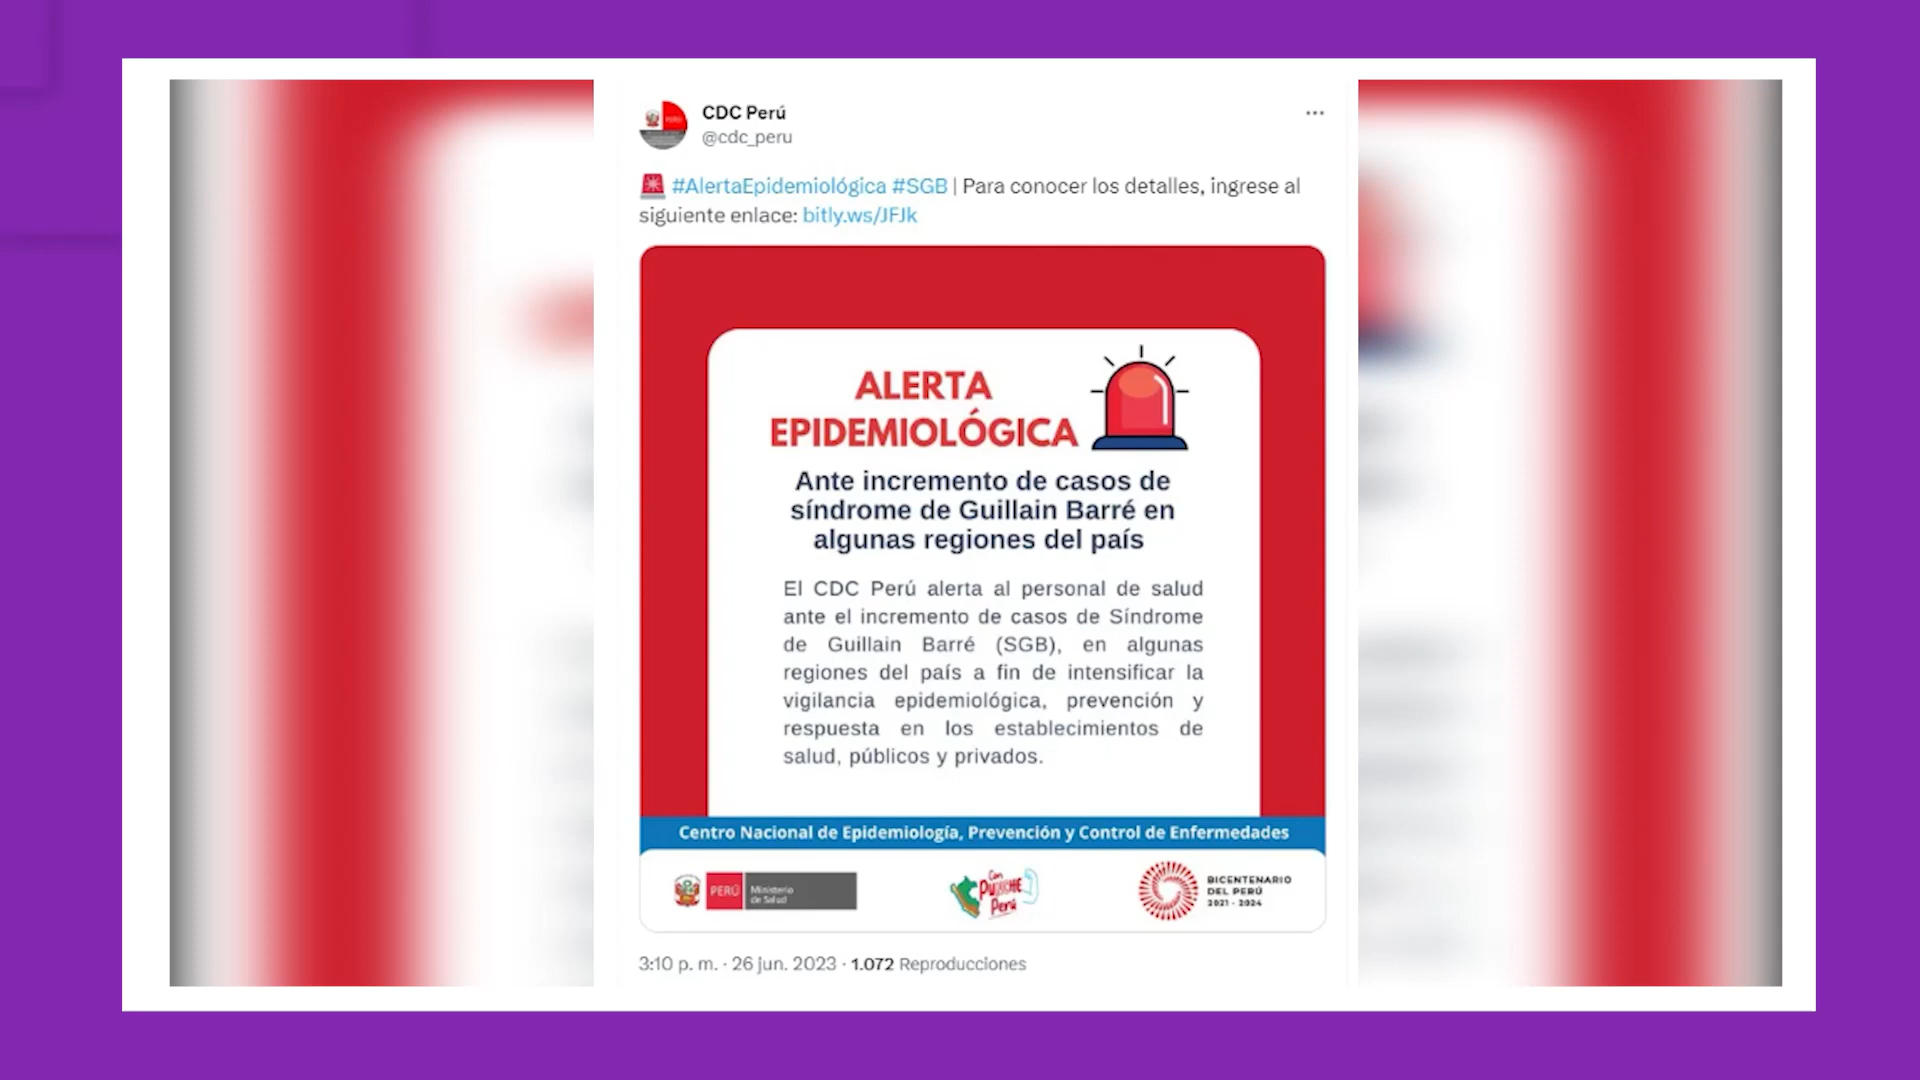 CDC Perú
@cdc_peru
#AlertaEpidemiológica #SGB | Para conocer los detalles, ingrese al
siguiente enlace: bitly.ws/JFJk
ALERTA
EPIDEMIOLÓGICA
Ante incremento de casos de
síndrome de Guillain Barré en
algunas regiones del país
El CDC Perú alerta al personal de salud
ante el incremento de casos de Síndrome
de Guillain Barré (SGB), en algunas
regiones del país a fin de intensificar la
vigilancia epidemiológica, prevención y
respuesta en los establecimientos de
salud, públicos y privados.
Centro Nacional de Epidemiología, Prevención y Control de Enfermedades
PERÚ
Ministerio
de Salud
Con
PUNCHE
Perú
BICENTENARIO
DEL PERÚ
2021 - 2024
3:10 p. m. · 26 jun. 2023 · 1.072 Reproducciones